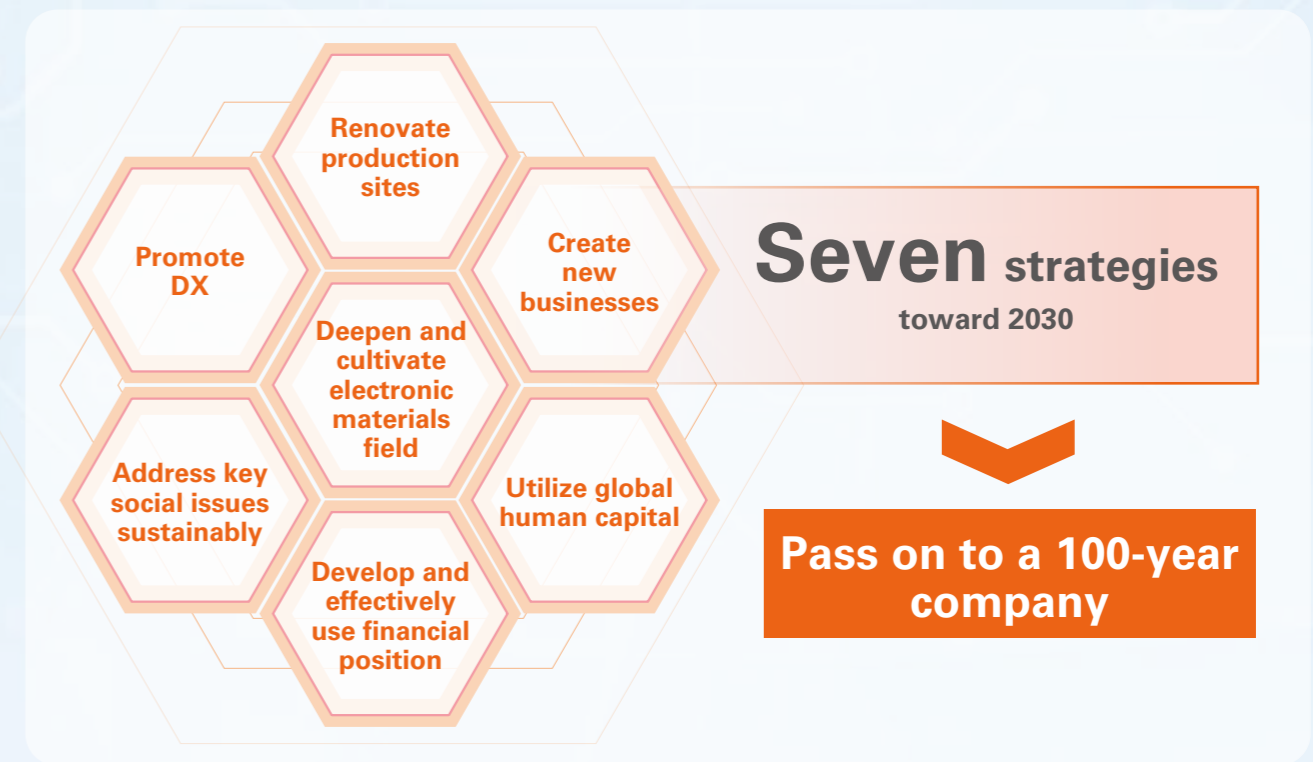 Renovate
production
sites
Promote
DX
Create
new
businesses
Deepen and
cultivate
electronic
materials
field
Address key
social issues
sustainably
Utilize global
human capital
Develop and
effectively
use financial
position
Seven strategies
toward 2030
Pass on to a 100-year
company